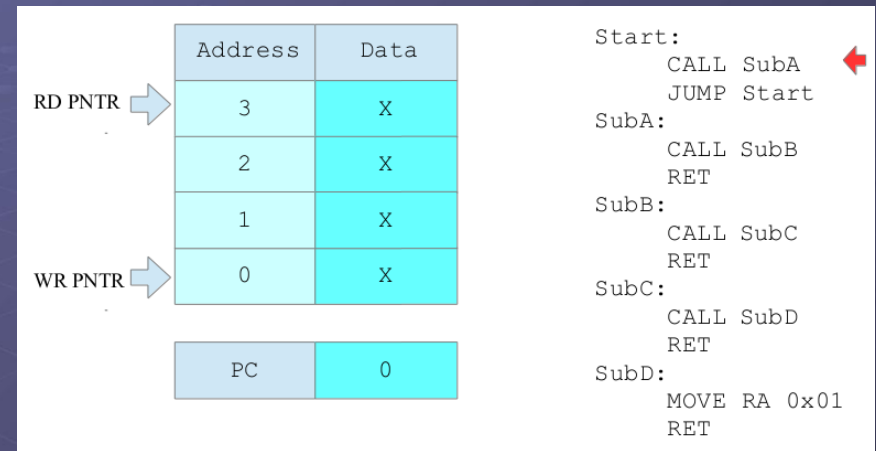 Address Data
RD PNTR 3 X
2 X
1 X
WR PNTR 0 X
PC 0
Start:
CALL SubA
JUMP Start
SubA:
CALL SubB
RET
SubB:
CALL SubC
RET
SubC:
CALL SubD
RET
SubD:
MOVE RA 0x01
RET